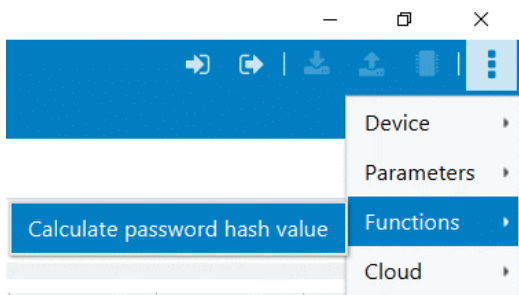 Device
Parameters
Calculate password hash value
Functions
Cloud